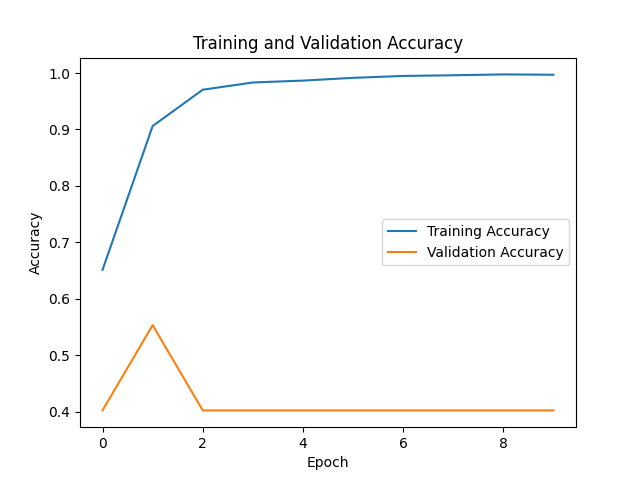 Training and Validation Accuracy
1.0
0.9
0.8
0.7
0.6
0.5
0.4
Accuracy
Training Accuracy
Validation Accuracy
0 2 4 6 8
Epoch